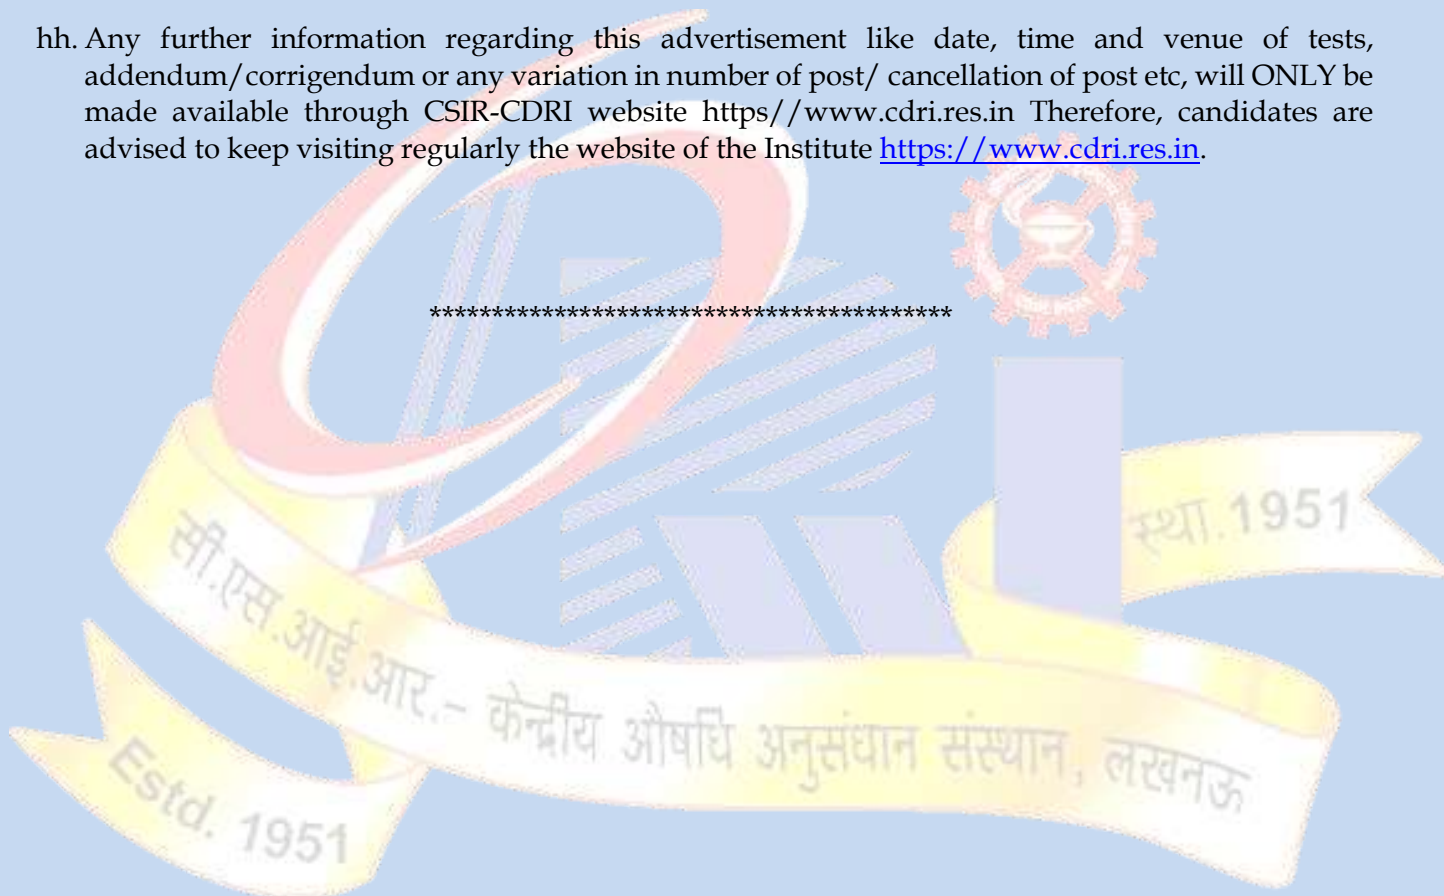 hh. Any further information regarding this advertisement like date, time and venue of tests,
addendum/corrigendum or any variation in number of post/ cancellation of post etc, will ONLY be
made available through CSIR-CDRI website https//www.cdri.res.in Therefore, candidates are
advised to keep visiting regularly the website of the Institute https://www.cdri.res.in.
******************************************
स्था. 1951
सी.एस.आई.आर.– केन्द्रीय औषधि अनुसंधान संस्थान, लखनऊ
Estd. 1951